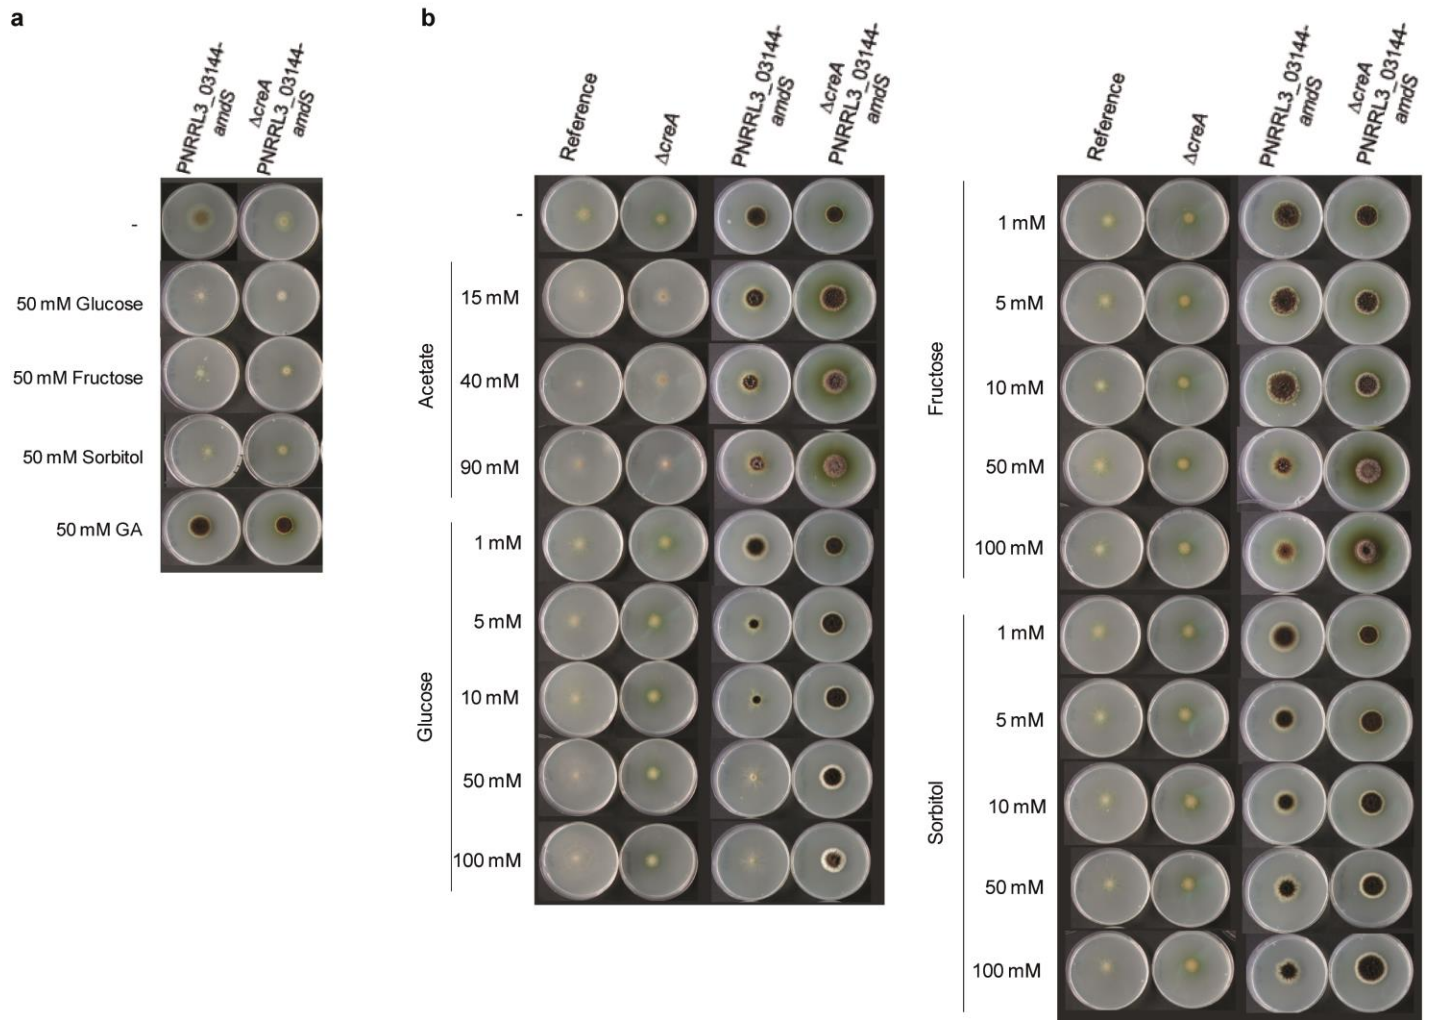 a
PNRRL3_03144-
amdS
ΔcreA
PNRRL3_03144-
amdS
-
50 mM Glucose
50 mM Fructose
50 mM Sorbitol
50 mM GA
b
Reference
ΔcreA
PNRRL3_03144-
amdS
ΔcreA
PNRRL3_03144-
amdS
-
Acetate
15 mM
40 mM
90 mM
Glucose
1 mM
5 mM
10 mM
50 mM
100 mM
Reference
ΔcreA
PNRRL3_03144-
amdS
ΔcreA
PNRRL3_03144-
amdS
Fructose
1 mM
5 mM
10 mM
50 mM
100 mM
Sorbitol
1 mM
5 mM
10 mM
50 mM
100 mM